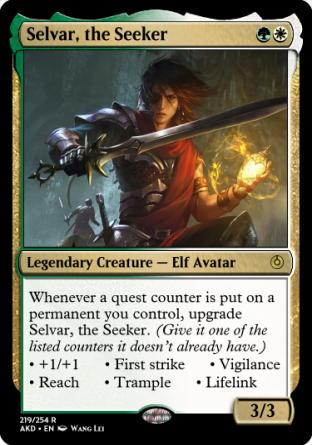 Selvar, the Seeker
Legendary Creature — Elf Avatar
Whenever a quest counter is put on a
permanent you control, upgrade
Selvar, the Seeker. (Give it one of the
listed counters it doesn't already have.)
• +1/+1 • First strike • Vigilance
• Reach • Trample • Lifelink
219/254 R
AKD • EN Wang Lei
3/3